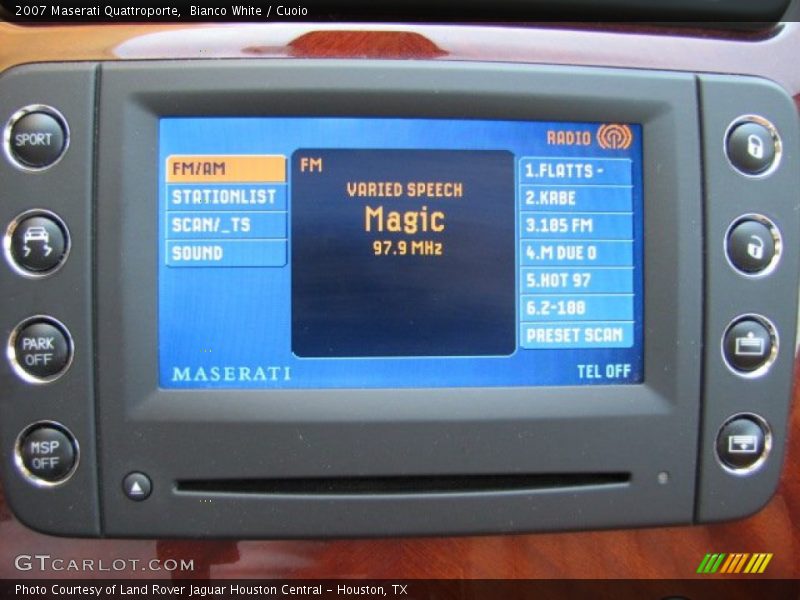 2007 Maserati Quattroporte, Bianco White / Cuoio
SPORT
PARK
OFF
MSP
OFF
RADIO
FM/AM
STATIONLIST
SCAN/_TS
SOUND
FM
VARIED SPEECH
Magic
97.9 MHz
1.FLATTS -
2.KRBE
3.105 FM
4.M DUE O
5.HOT 97
6.Z-100
PRESET SCAN
MASERATI
TEL OFF
GTCARLOT.COM
Photo Courtesy of Land Rover Jaguar Houston Central - Houston, TX